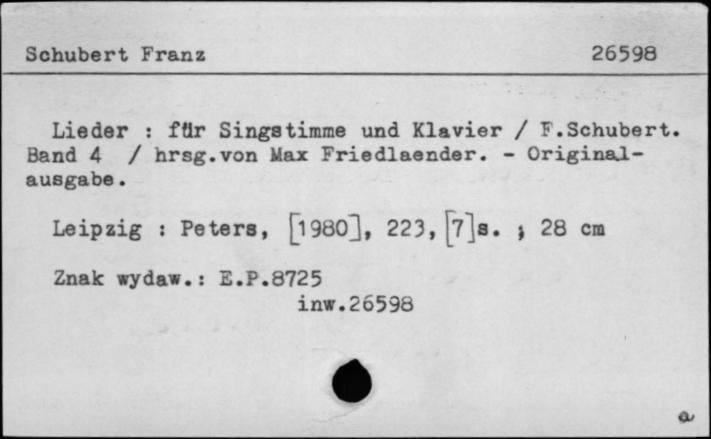 Schubert Franz 26598
Lieder : für Singstimme und Klavier / F.Schubert.
Band 4 / hrsg.von Max Friedlaender. - Original-
ausgabe.
Leipzig : Peters, [1980], 223, [7]s. ; 28 cm
Znak wydaw.: E.P.8725
inw.26598
a